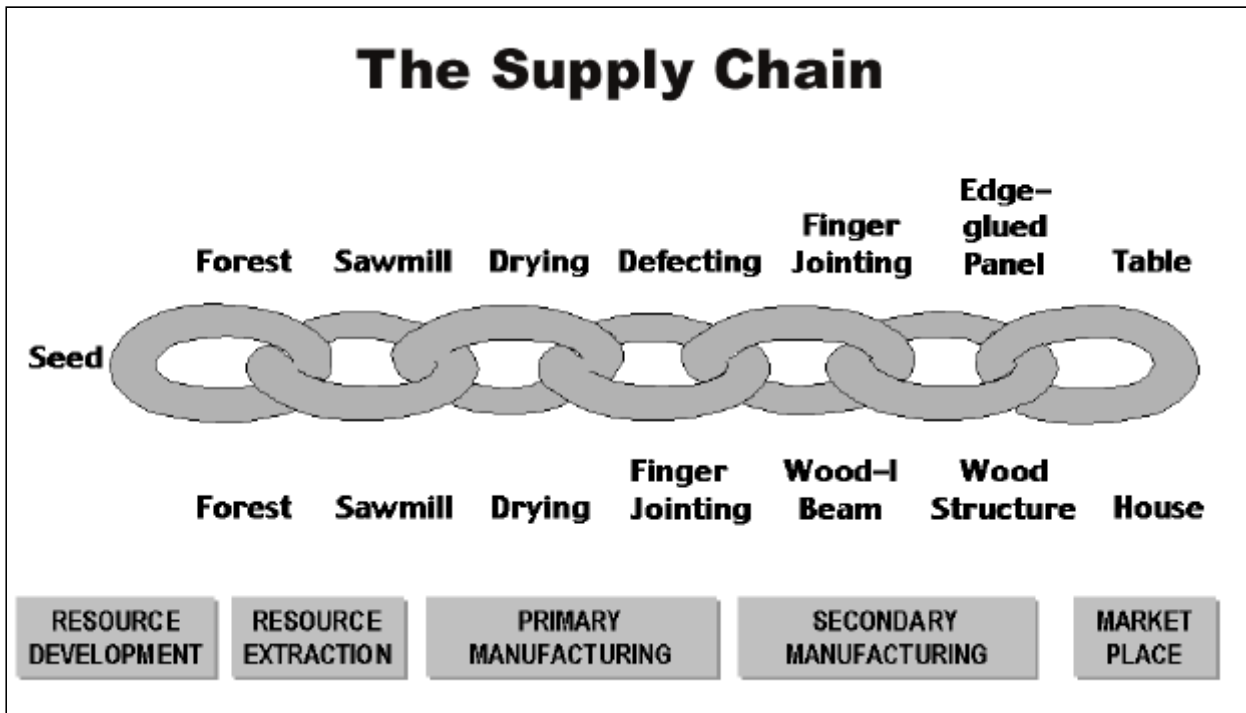 The Supply Chain
Edge-
Finger glued
Forest Sawmill Drying Defecting Jointing Panel Table
Seed
Finger Wood-I Wood
Forest Sawmill Drying Jointing Beam Structure House
RESOURCE RESOURCE PRIMARY SECONDARY MARKET
DEVELOPMENT EXTRACTION MANUFACTURING MANUFACTURING PLACE